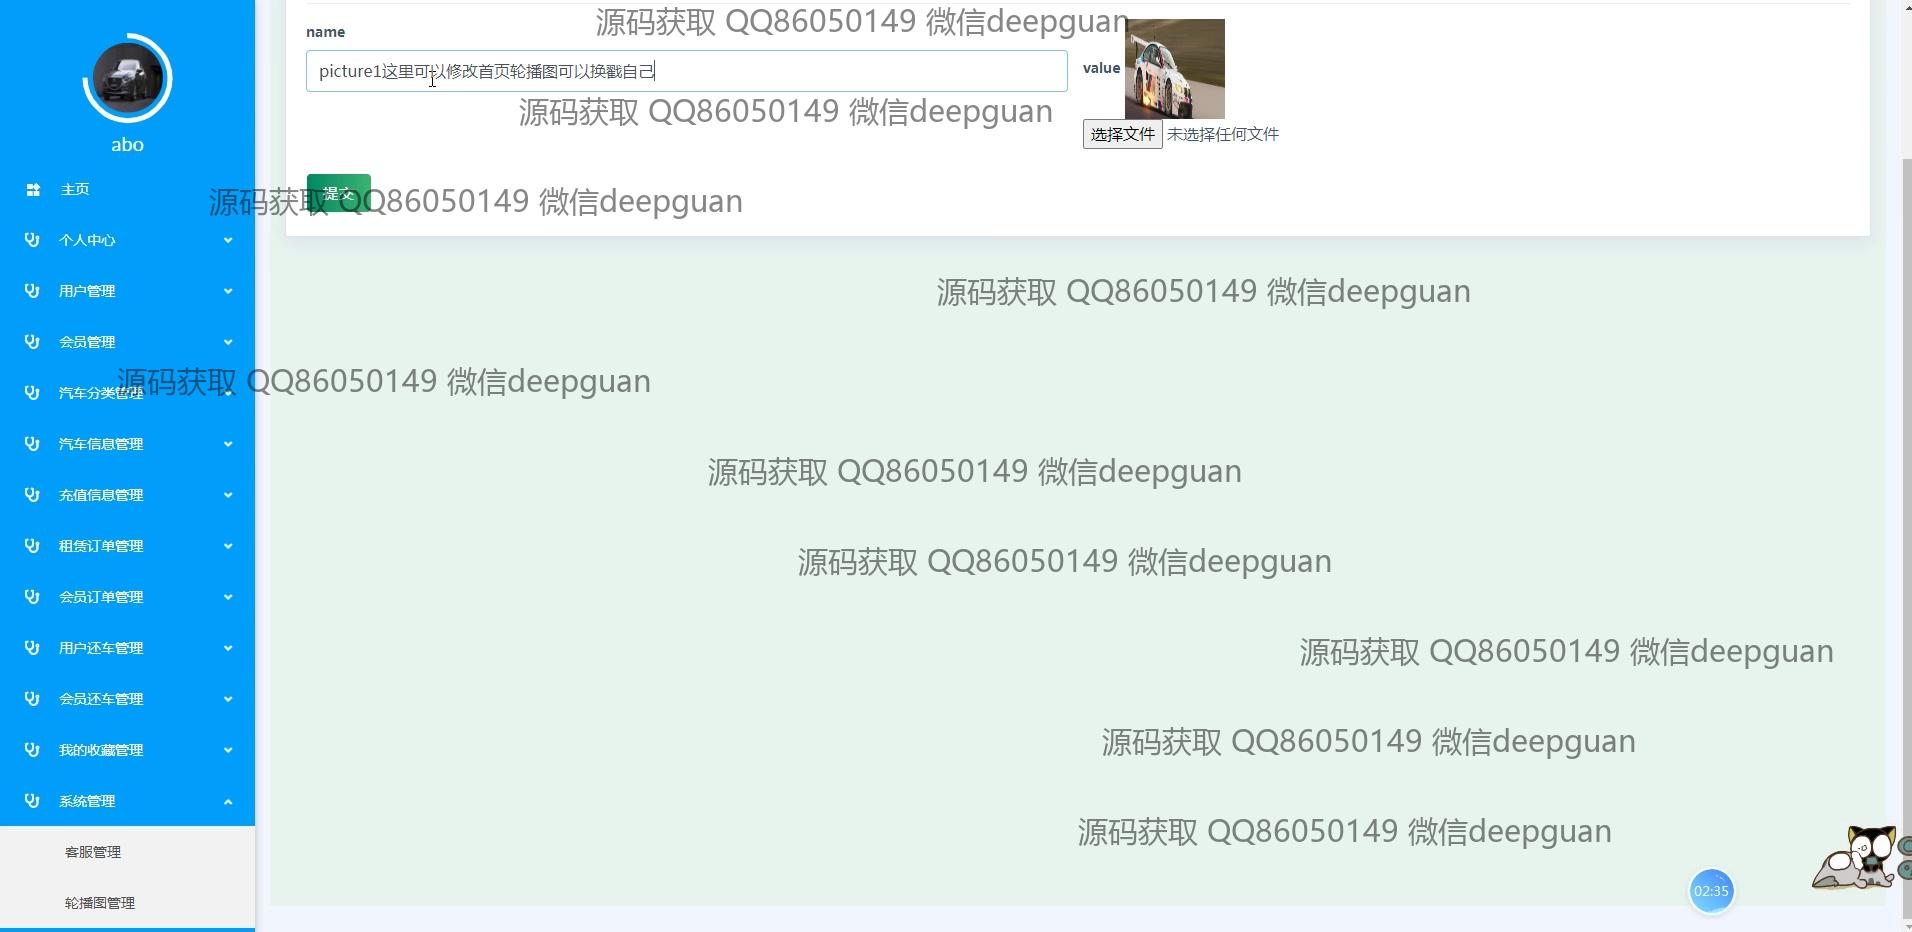 源码获取 QQ86050149 微信deepguan
name
picture1这里可以修改首页轮播图可以换戳自己
value
源码获取 QQ86050149 微信deepguan
选择文件 未选择任何文件
abo
提交
主页
源码获取 QQ86050149 微信deepguan
个人中心
用户管理
源码获取 QQ86050149 微信deepguan
会员管理
源码获取 QQ86050149 微信deepguan
汽车分类管理
汽车信息管理
源码获取 QQ86050149 微信deepguan
充值信息管理
租赁订单管理
源码获取 QQ86050149 微信deepguan
会员订单管理
用户还车管理
源码获取 QQ86050149 微信deepguan
会员还车管理
我的收藏管理
源码获取 QQ86050149 微信deepguan
系统管理
源码获取 QQ86050149 微信deepguan
客服管理
轮播图管理
02:35